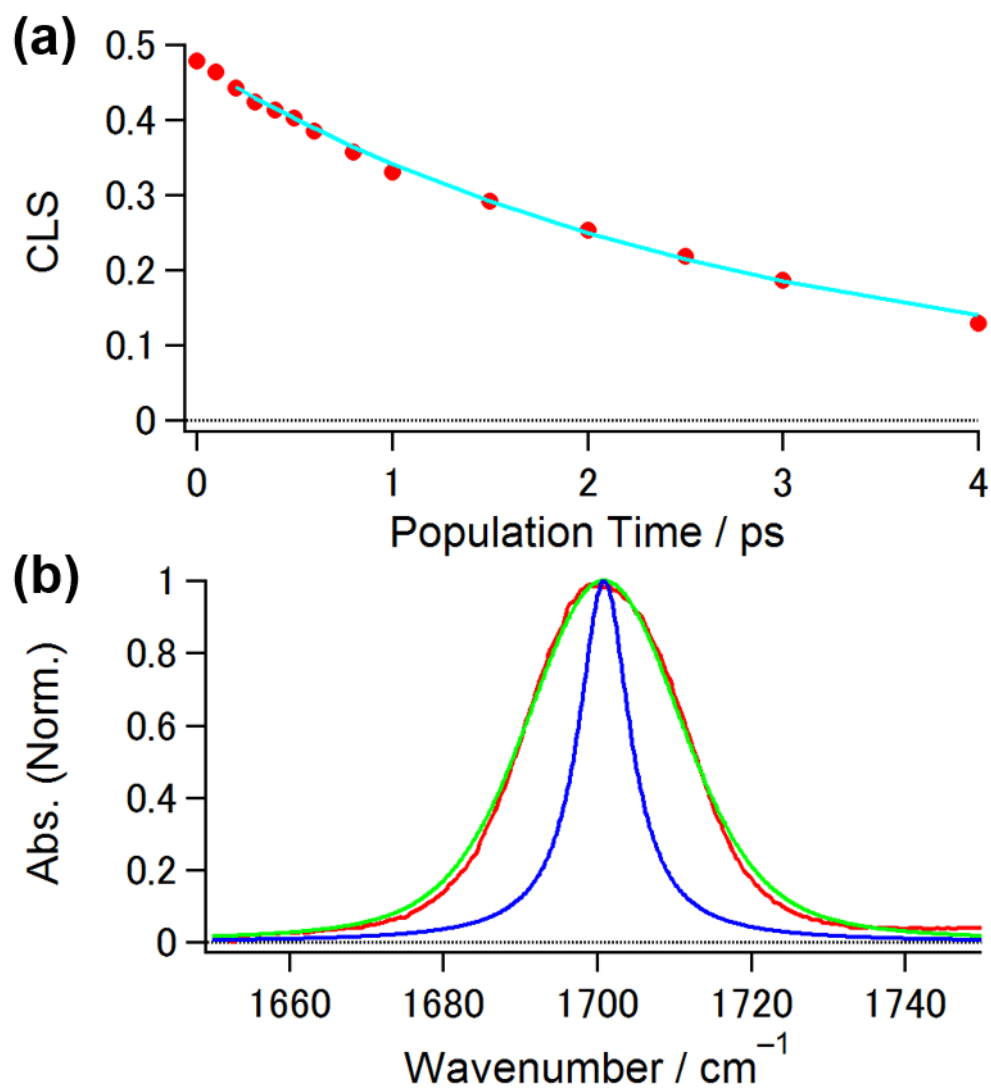 (a)
0.5
0.4
0.3
0.2
0.1
0
CLS
0 1 2 3 4
Population Time / ps
(b)
1
0.8
0.6
0.4
0.2
0
Abs. (Norm.)
1660 1680 1700 1720 1740
Wavenumber / cm⁻¹